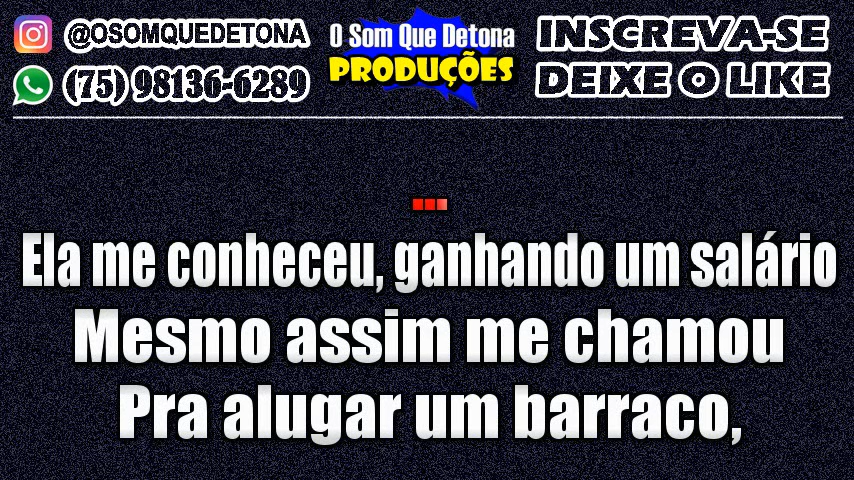 @OSOMQUEDETONA
(75) 98136-6289
O Som Que Detona
PRODUÇÕES
INSCREVA-SE
DEIXE O LIKE
Ela me conheceu, ganhando um salário
Mesmo assim me chamou
Pra alugar um barraco,